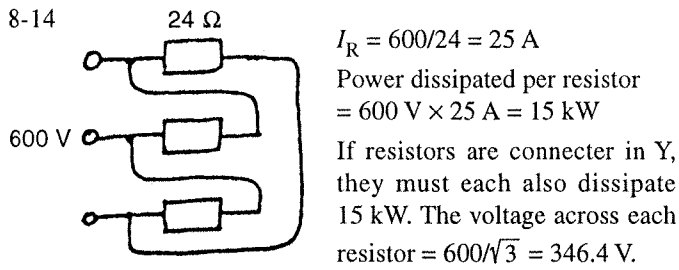 8-14
24 Ω
600 V
I_R = 600/24 = 25 A
Power dissipated per resistor
= 600 V × 25 A = 15 kW
If resistors are connecter in Y,
they must each also dissipate
15 kW. The voltage across each
resistor = 600/√3 = 346.4 V.